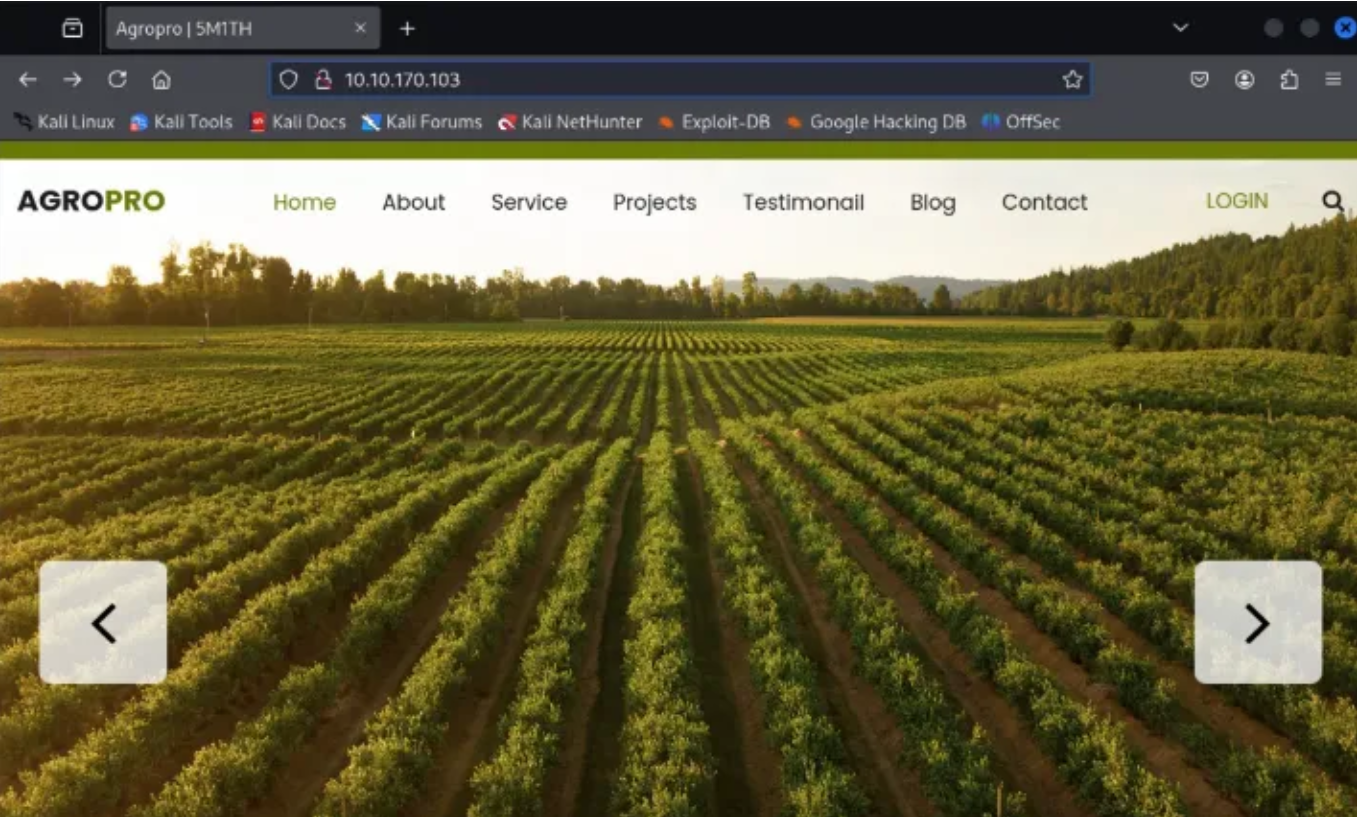 Agropro | 5M1TH
10.10.170.103
Kali Linux Kali Tools Kali Docs Kali Forums Kali NetHunter Exploit-DB Google Hacking DB OffSec
AGROPRO Home About Service Projects Testimonail Blog Contact LOGIN